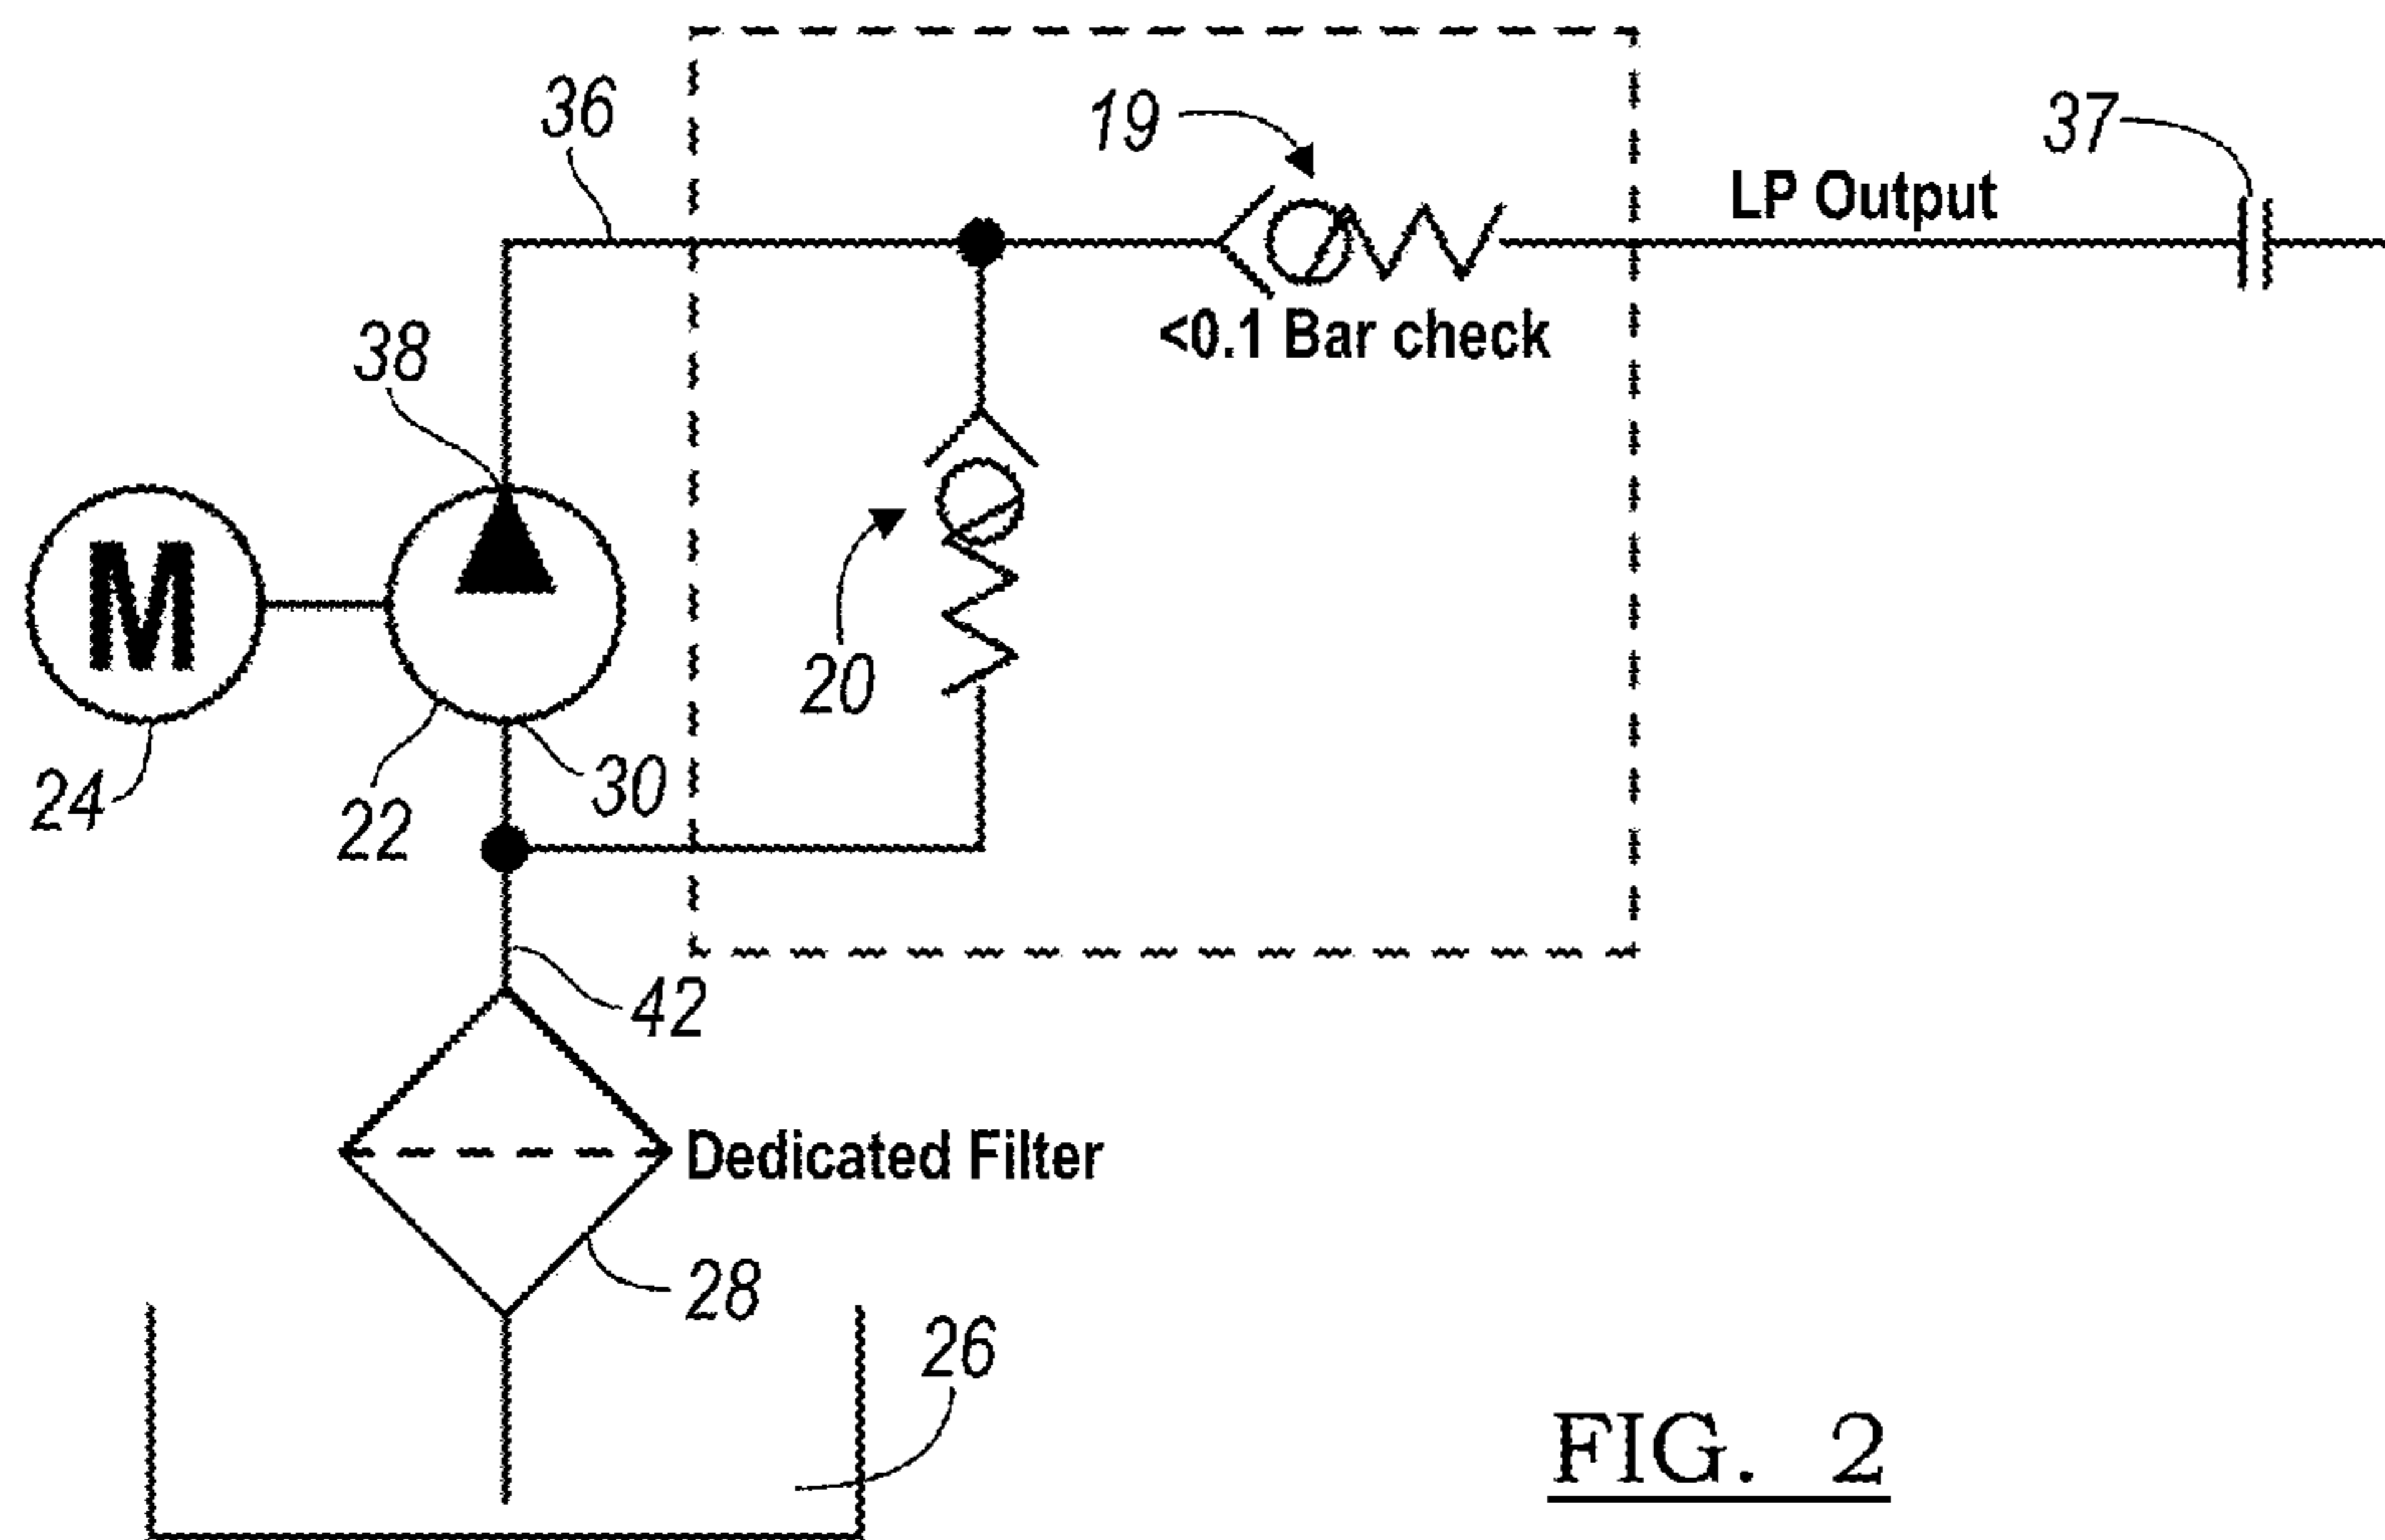 36
19
37
LP Output
<0.1 Bar check
38
M
20
24
22
30
42
Dedicated Filter
28
26
FIG. 2